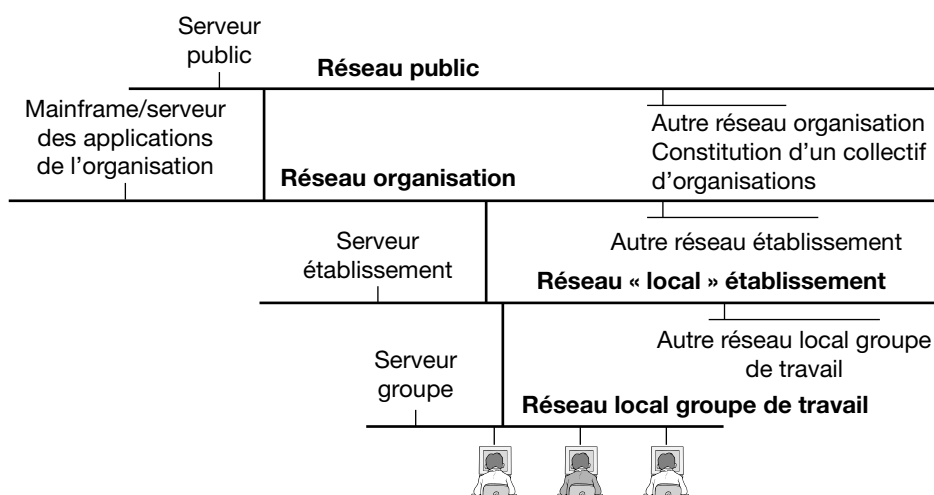 Serveur
public
Réseau public
Mainframe/serveur
des applications
de l’organisation
Autre réseau organisation
Constitution d’un collectif
d’organisations
Réseau organisation
Serveur
établissement
Autre réseau établissement
Réseau « local » établissement
Autre réseau local groupe
de travail
Serveur
groupe
Réseau local groupe de travail